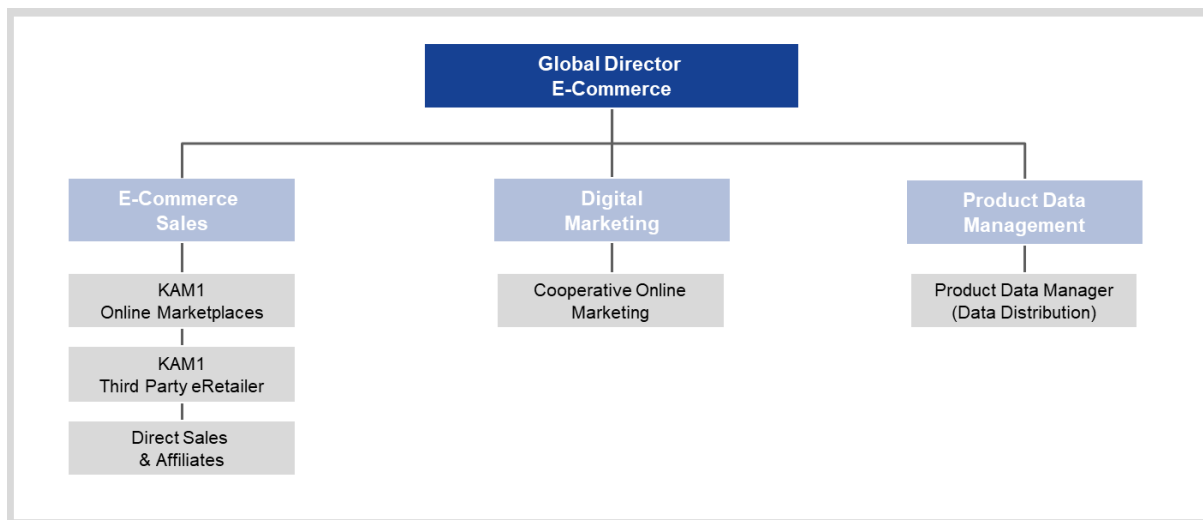 Global Director
E-Commerce
E-Commerce
Sales
Digital
Marketing
Product Data
Management
KAM1
Online Marketplaces
Cooperative Online
Marketing
Product Data Manager
(Data Distribution)
KAM1
Third Party eRetailer
Direct Sales
& Affiliates